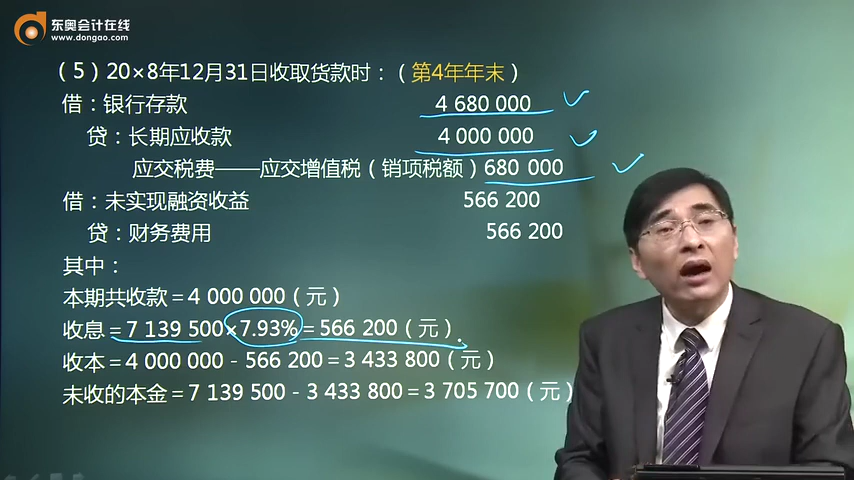 东奥会计在线
www.dongao.com
（5）20×8年12月31日收取货款时：（第4年年末）
借：银行存款 4 680 000
贷：长期应收款 4 000 000
应交税费——应交增值税（销项税额）680 000
借：未实现融资收益 566 200
贷：财务费用 566 200
其中：
本期共收款＝4 000 000（元）
收息＝7 139 500×7.93%＝566 200（元）
收本＝4 000 000－566 200＝3 433 800（元）
未收的本金＝7 139 500－3 433 800＝3 705 700（元）